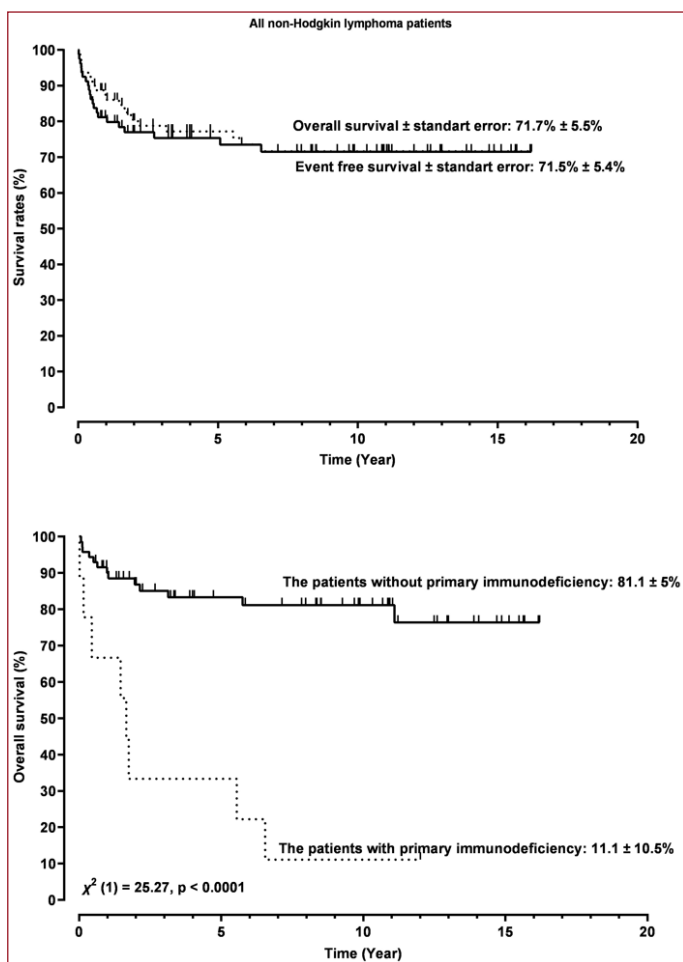 All non-Hodgkin lymphoma patients
100
90
80
70
60
50
40
30
20
10
0
Survival rates (%)
Overall survival ± standart error: 71.7% ± 5.5%
Event free survival ± standart error: 71.5% ± 5.4%
0 5 10 15 20
Time (Year)
100
90
80
70
60
50
40
30
20
10
0
Overall survival (%)
The patients without primary immunodeficiency: 81.1 ± 5%
The patients with primary immunodeficiency: 11.1 ± 10.5%
χ² (1) = 25.27, p < 0.0001
0 5 10 15 20
Time (Year)